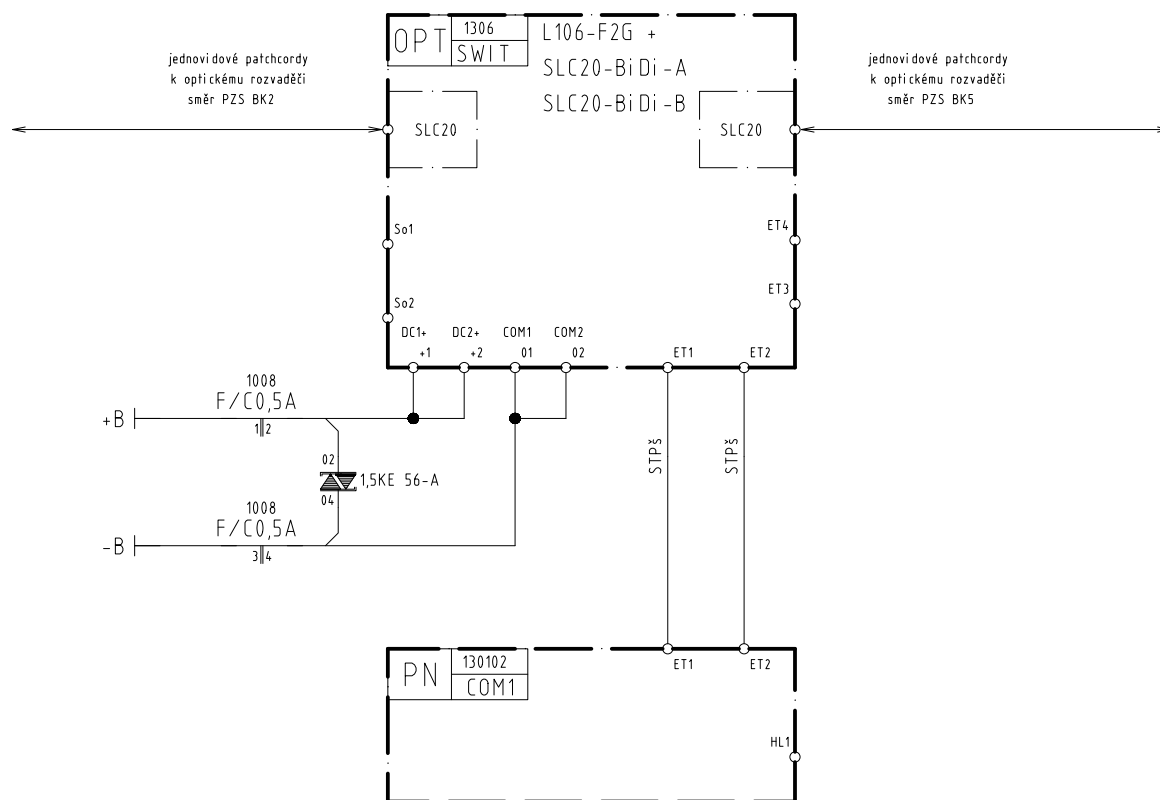 OPT
1306
SWIT
L106-F2G +
SLC20-BiDi-A
SLC20-BiDi-B
jednovidové patchcordy
k optickému rozvaděči
směr PZS BK2
jednovidové patchcordy
k optickému rozvaděči
směr PZS BK5
SLC20
SLC20
So1
ET4
So2
ET3
DC1+
DC2+
COM1
COM2
+1
+2
01
02
ET1
ET2
1008
F/C0,5A
+B
1
2
02
1,5KE 56-A
04
STPš
STPš
1008
F/C0,5A
-B
3
4
PN
130102
COM1
ET1
ET2
HL1